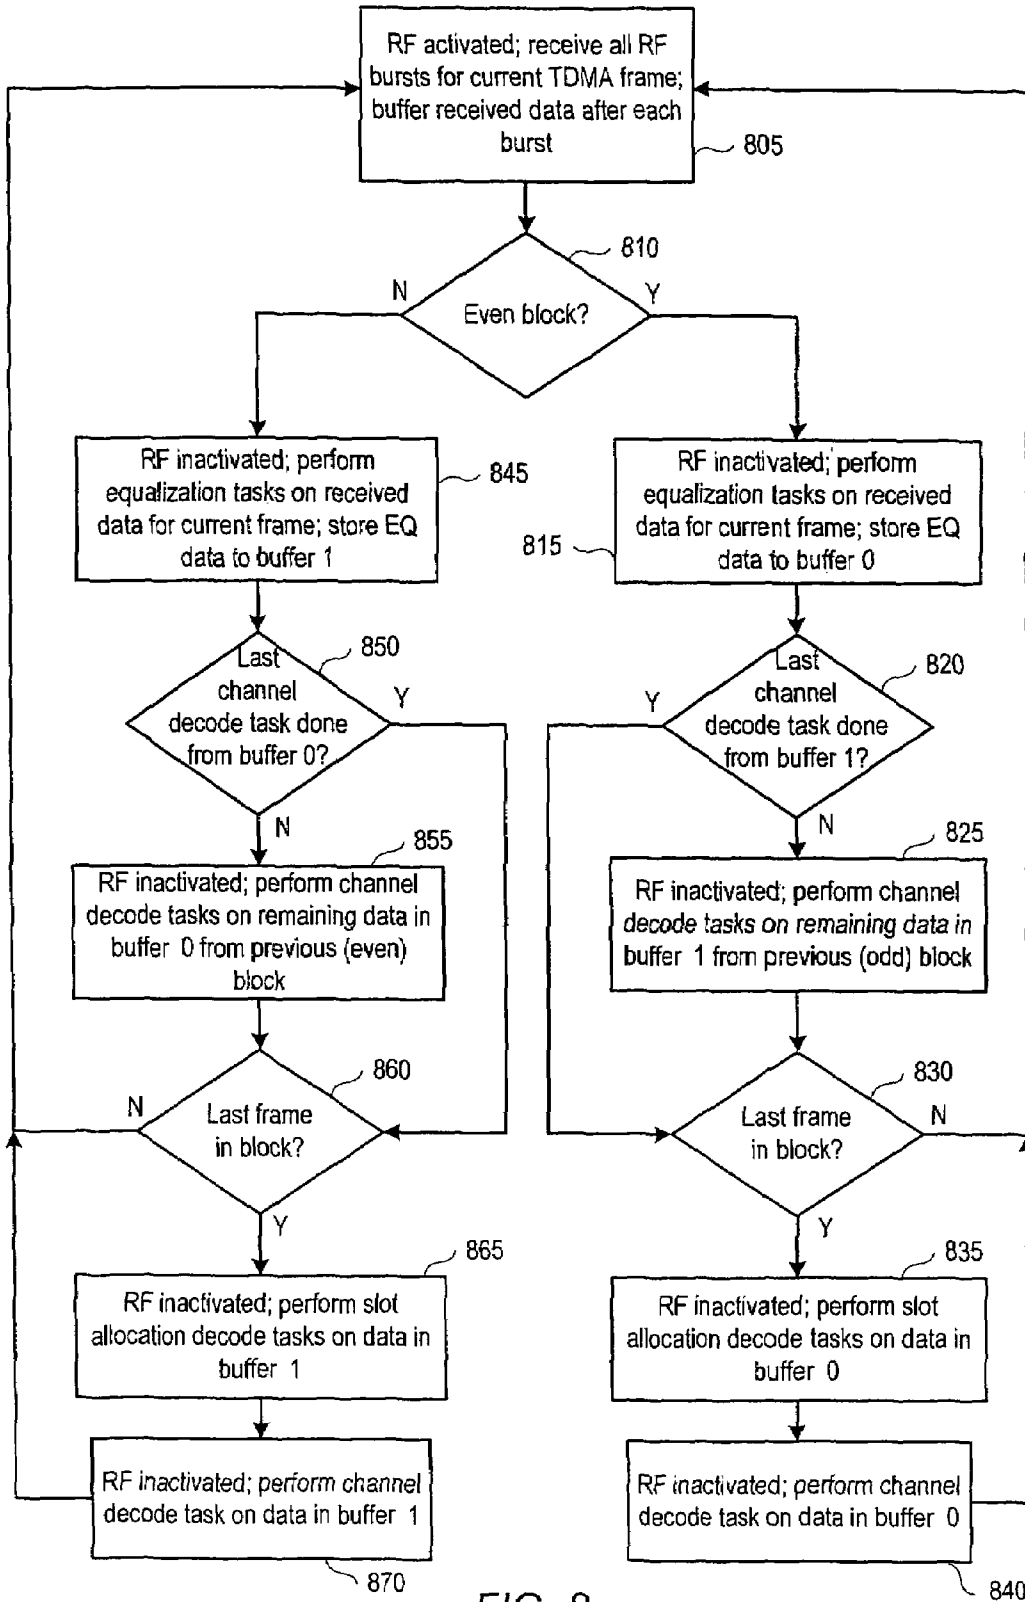 RF activated; receive all RF
bursts for current TDMA frame;
buffer received data after each
burst
805
810
N
Y
Even block?
RF inactivated; perform
equalization tasks on received
data for current frame; store EQ
data to buffer 1
845
RF inactivated; perform
equalization tasks on received
data for current frame; store EQ
data to buffer 0
815
850
Last
channel
decode task done
from buffer 0?
Y
N
820
Last
channel
decode task done
from buffer 1?
Y
N
855
RF inactivated; perform channel
decode tasks on remaining data in
buffer 0 from previous (even)
block
825
RF inactivated; perform channel
decode tasks on remaining data in
buffer 1 from previous (odd) block
860
N
Last frame
in block?
Y
830
N
Last frame
in block?
Y
865
RF inactivated; perform slot
allocation decode tasks on data in
buffer 1
835
RF inactivated; perform slot
allocation decode tasks on data in
buffer 0
RF inactivated; perform channel
decode task on data in buffer 1
870
RF inactivated; perform channel
decode task on data in buffer 0
840
FIG. 8